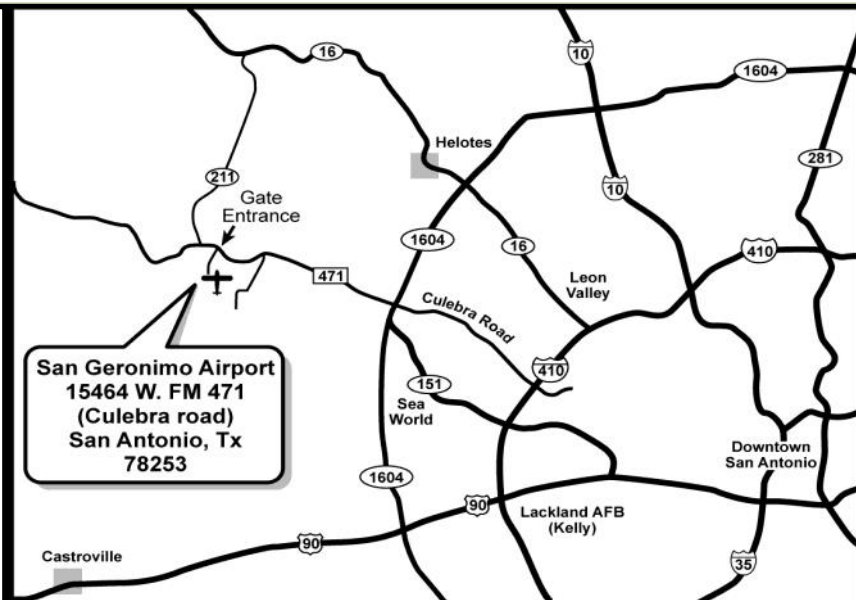 10
16
1604
Helotes
281
10
211
Gate
Entrance
1604
16
410
471
Leon
Valley
Culebra Road
San Geronimo Airport
15464 W. FM 471
(Culebra road)
San Antonio, Tx
78253
410
151
Sea
World
Downtown
San Antonio
1604
90
Lackland AFB
(Kelly)
90
Castroville
35